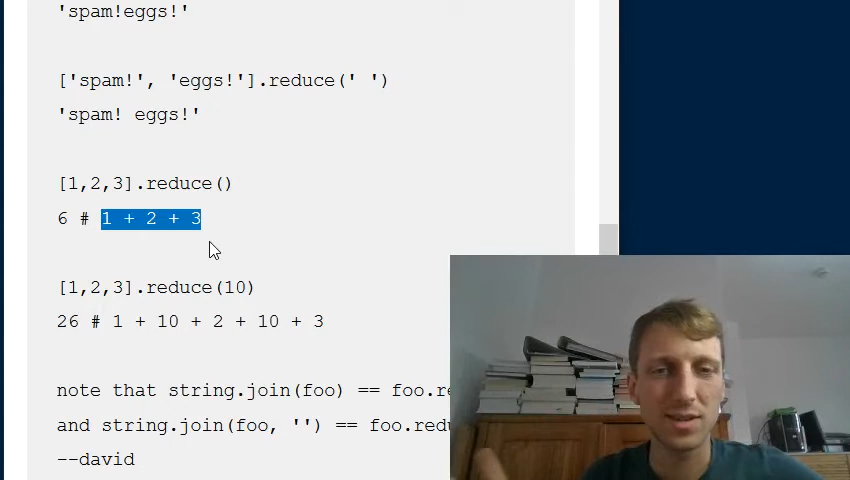 'spam!eggs!'
['spam!', 'eggs!'].reduce(' ')
'spam! eggs!'
[1,2,3].reduce()
6 # 1 + 2 + 3
[1,2,3].reduce(10)
26 # 1 + 10 + 2 + 10 + 3
note that string.join(foo) == foo.re
and string.join(foo, '') == foo.redu
--david